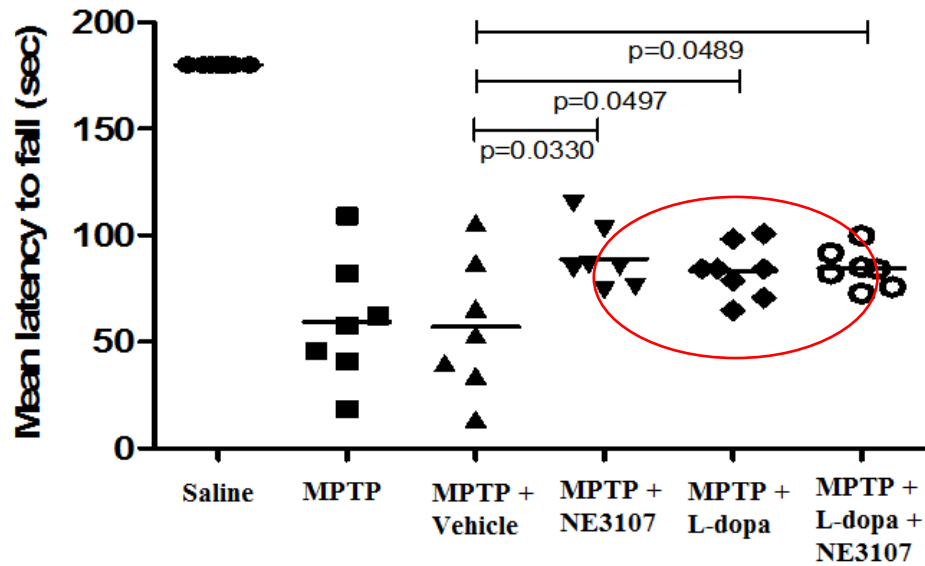 Mean latency to fall (sec)
200
150
100
50
0
p=0.0489
p=0.0497
p=0.0330
Saline
MPTP
MPTP +
Vehicle
MPTP +
NE3107
MPTP +
L-dopa
MPTP +
L-dopa +
NE3107